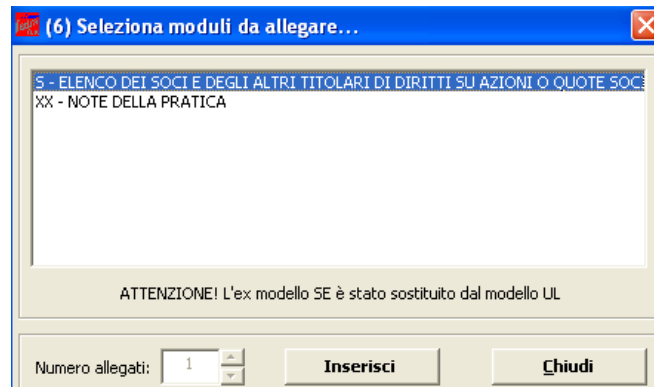 (6) Seleziona moduli da allegare...
S - ELENCO DEI SOCI E DEGLI ALTRI TITOLARI DI DIRITTI SU AZIONI O QUOTE SOC
XX - NOTE DELLA PRATICA
ATTENZIONE! L'ex modello SE è stato sostituito dal modello UL
Numero allegati: 1 Inserisci Chiudi